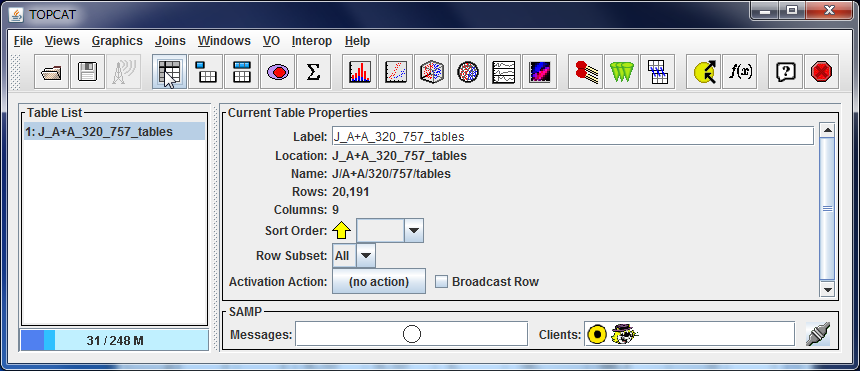 TOPCAT
File Views Graphics Joins Windows VO Interop Help
Σ f(x) ?
Table List
1: J_A+A_320_757_tables
31 / 248 M
Current Table Properties
Label: J_A+A_320_757_tables
Location: J_A+A_320_757_tables
Name: J/A+A/320/757/tables
Rows: 20,191
Columns: 9
Sort Order:
Row Subset: All
Activation Action: (no action) Broadcast Row
SAMP
Messages: Clients: